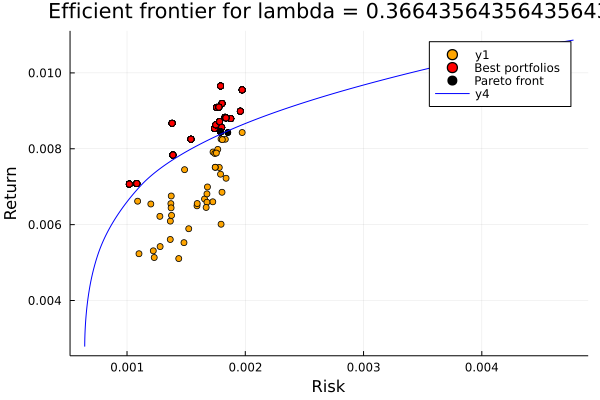 Efficient frontier for lambda = 0.3664356435643564
y1
Best portfolios
Pareto front
y4
Return
0.010
0.008
0.006
0.004
0.001
0.002
0.003
0.004
Risk